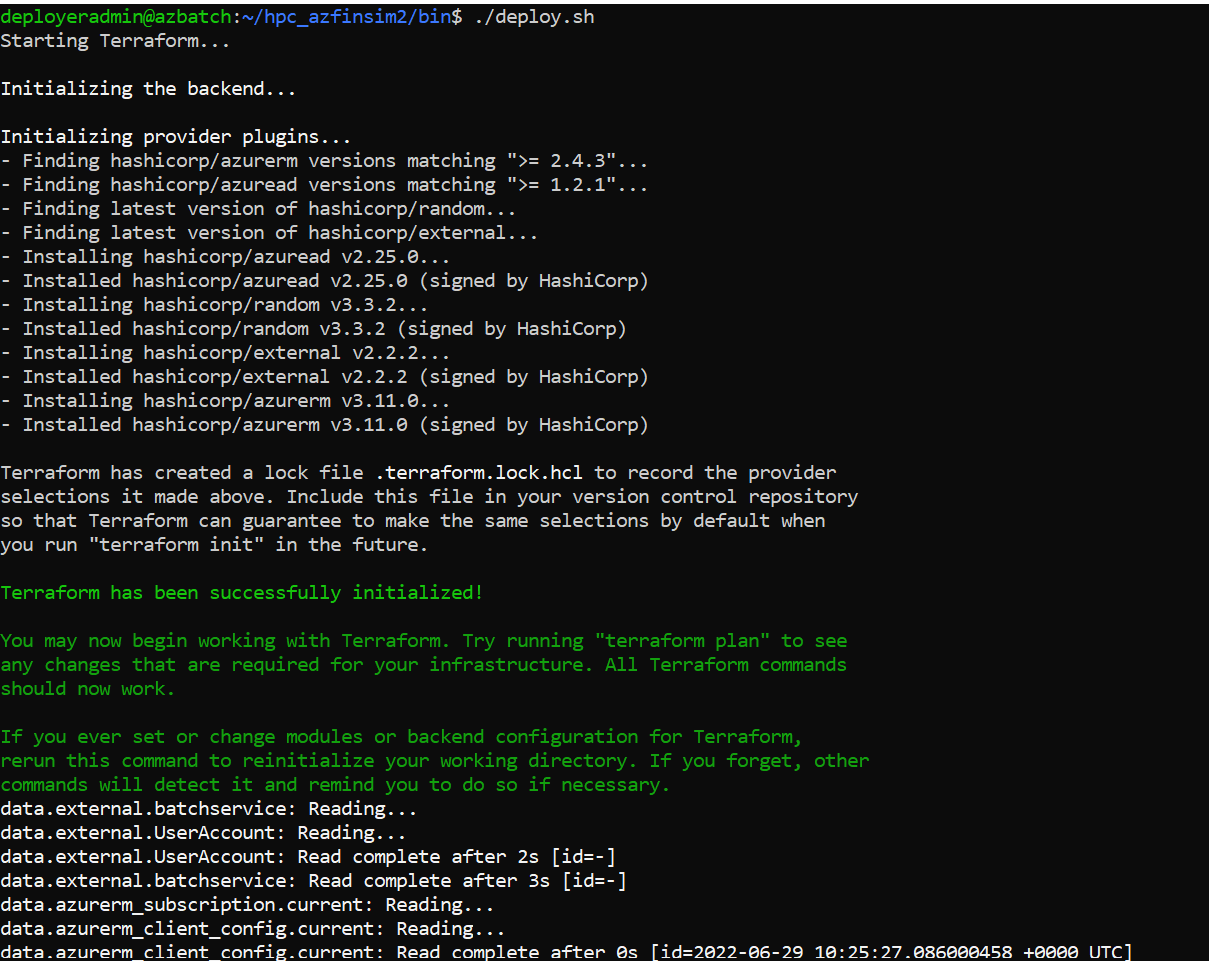 deployeradmin@azbatch:~/hpc_azfinsim2/bin$ ./deploy.sh
Starting Terraform...
Initializing the backend...
Initializing provider plugins...
- Finding hashicorp/azurerm versions matching ">= 2.4.3"...
- Finding hashicorp/azuread versions matching ">= 1.2.1"...
- Finding latest version of hashicorp/random...
- Finding latest version of hashicorp/external...
- Installing hashicorp/azuread v2.25.0...
- Installed hashicorp/azuread v2.25.0 (signed by HashiCorp)
- Installing hashicorp/random v3.3.2...
- Installed hashicorp/random v3.3.2 (signed by HashiCorp)
- Installing hashicorp/external v2.2.2...
- Installed hashicorp/external v2.2.2 (signed by HashiCorp)
- Installing hashicorp/azurerm v3.11.0...
- Installed hashicorp/azurerm v3.11.0 (signed by HashiCorp)
Terraform has created a lock file .terraform.lock.hcl to record the provider
selections it made above. Include this file in your version control repository
so that Terraform can guarantee to make the same selections by default when
you run "terraform init" in the future.
Terraform has been successfully initialized!
You may now begin working with Terraform. Try running "terraform plan" to see
any changes that are required for your infrastructure. All Terraform commands
should now work.
If you ever set or change modules or backend configuration for Terraform,
rerun this command to reinitialize your working directory. If you forget, other
commands will detect it and remind you to do so if necessary.
data.external.batchservice: Reading...
data.external.UserAccount: Reading...
data.external.UserAccount: Read complete after 2s [id=-]
data.external.batchservice: Read complete after 3s [id=-]
data.azurerm_subscription.current: Reading...
data.azurerm_client_config.current: Reading...
data.azurerm_client_config.current: Read complete after 0s [id=2022-06-29 10:25:27.086000458 +0000 UTC]